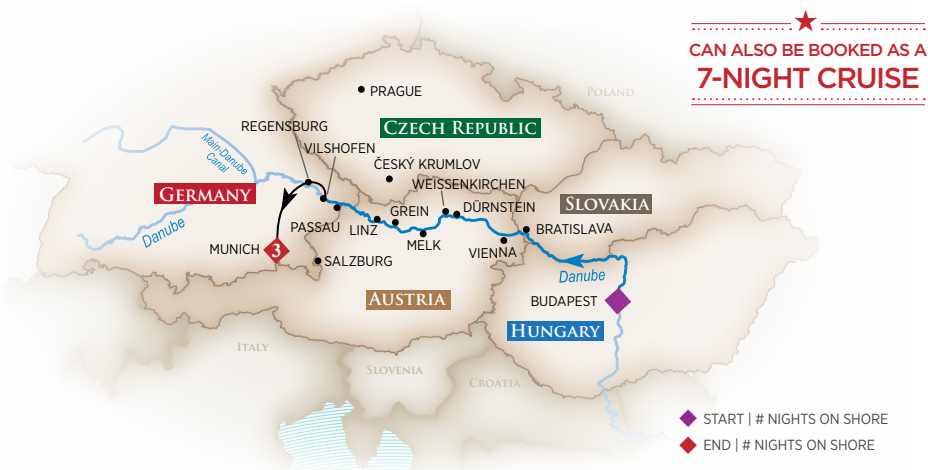 CAN ALSO BE BOOKED AS A
7-NIGHT CRUISE
POLAND
PRAGUE
REGENSBURG
CZECH REPUBLIC
VILSHOFEN
Main-Danube
Canal
ČESKÝ KRUMLOV
WEISSENKIRCHEN
GERMANY
SLOVAKIA
GREIN
DÜRNSTEIN
PASSAU
LINZ
BRATISLAVA
Danube
MELK
VIENNA
MUNICH
3
SALZBURG
Danube
AUSTRIA
BUDAPEST
HUNGARY
ITALY
SLOVENIA
CROATIA
START | # NIGHTS ON SHORE
END | # NIGHTS ON SHORE